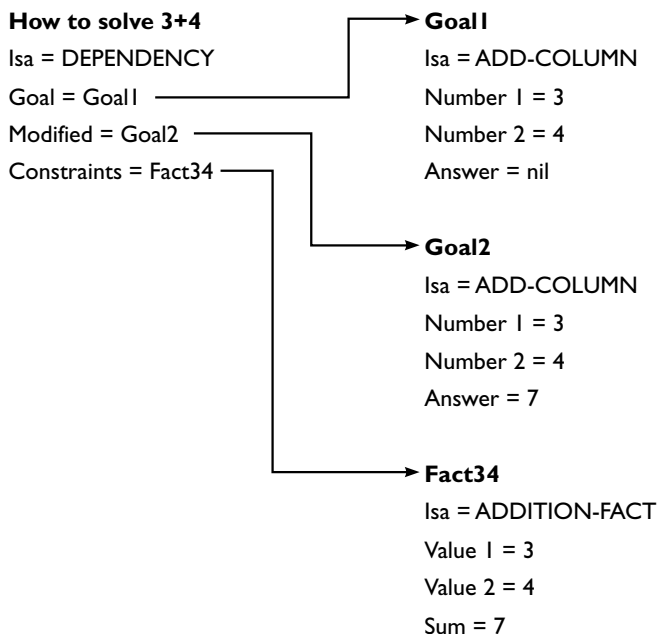 How to solve 3+4
Isa = DEPENDENCY
Goal = Goal1
Modified = Goal2
Constraints = Fact34
Goal1
Isa = ADD-COLUMN
Number 1 = 3
Number 2 = 4
Answer = nil
Goal2
Isa = ADD-COLUMN
Number 1 = 3
Number 2 = 4
Answer = 7
Fact34
Isa = ADDITION-FACT
Value 1 = 3
Value 2 = 4
Sum = 7